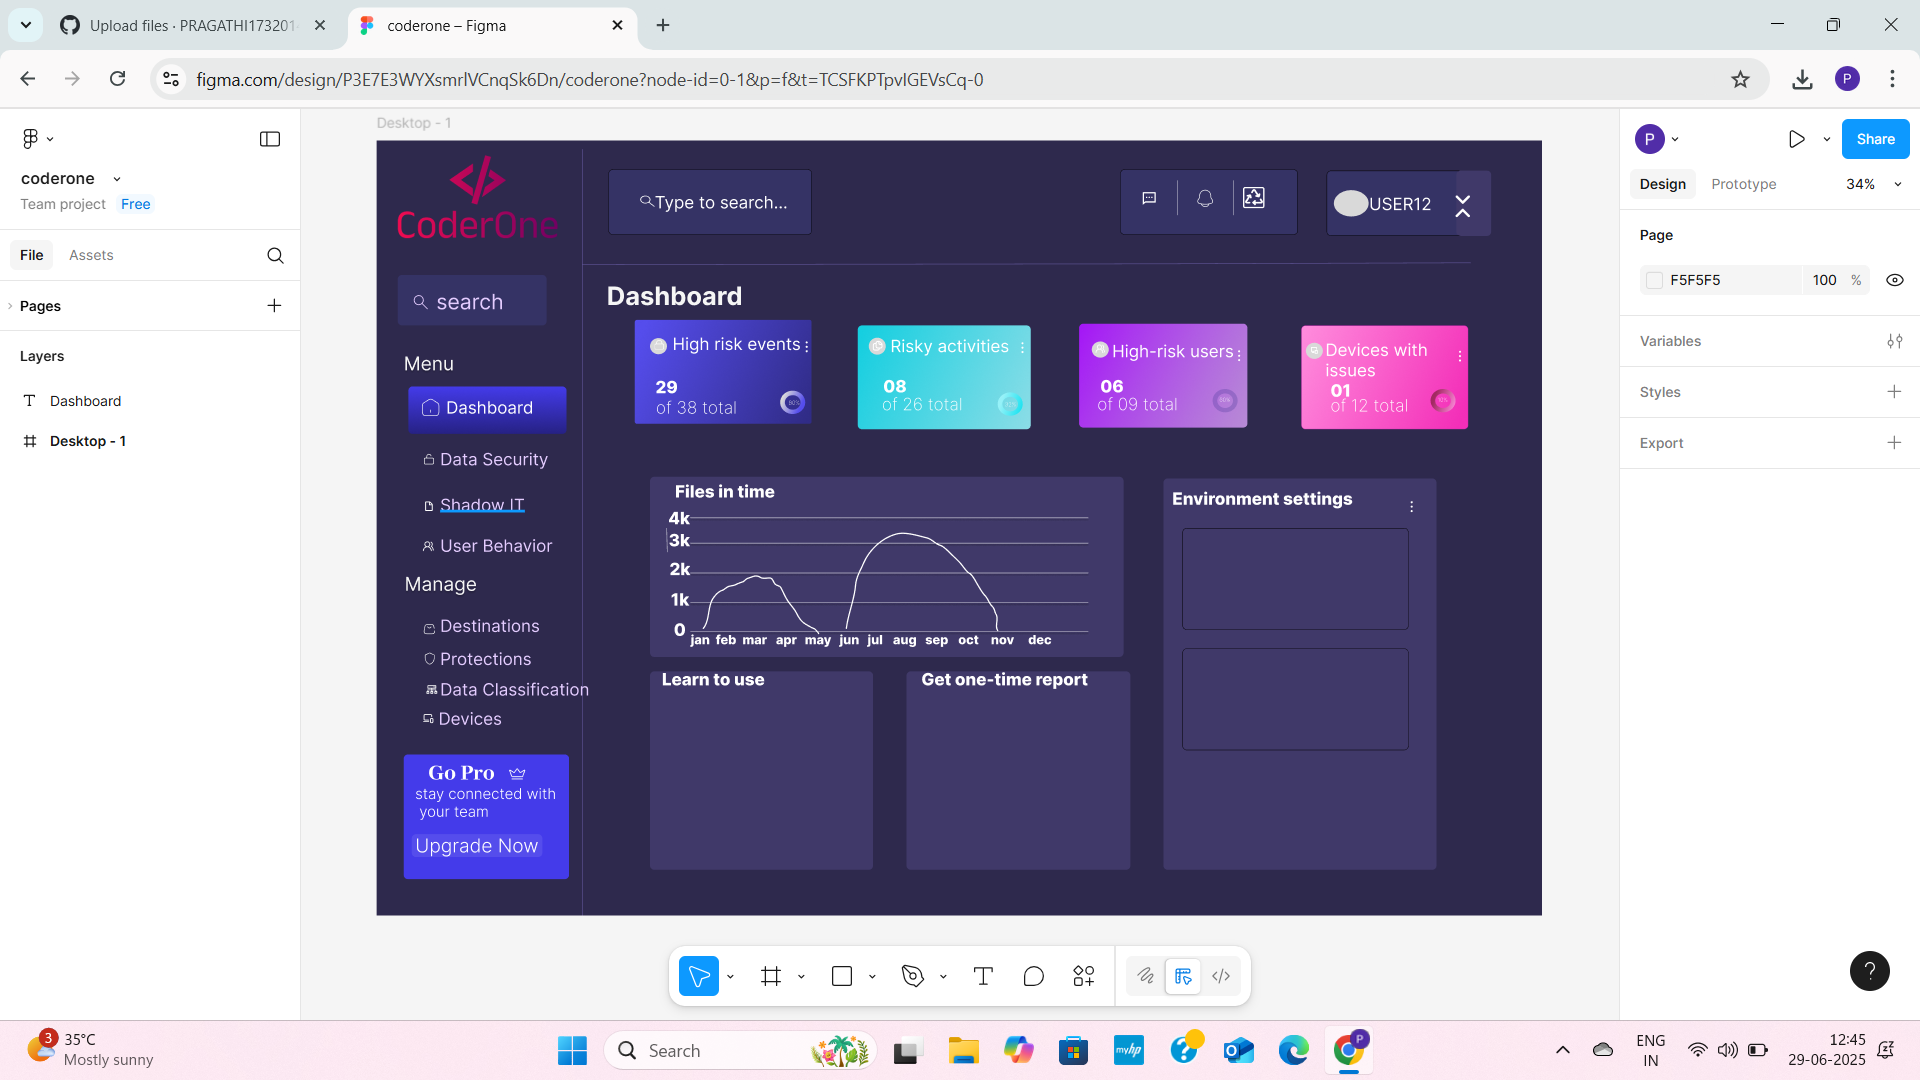 Upload files · PRAGATHI173201
coderone – Figma
figma.com/design/P3E7E3WYXsmrlVCnqSk6Dn/coderone?node-id=0-1&p=f&t=TCSFKPTpvIGEVsCq-0
P
coderone
Team project Free
File Assets
Pages
Layers
Dashboard
Desktop - 1
Desktop - 1
</>
CoderOne
search
Menu
Dashboard
Data Security
Shadow IT
User Behavior
Manage
Destinations
Protections
Data Classification
Devices
Go Pro
stay connected with
your team
Upgrade Now
Type to search...
USER12
Dashboard
High risk events
29
of 38 total
80%
Risky activities
08
of 26 total
High-risk users
06
of 09 total
Devices with
issues
01
of 12 total
Files in time
4k
3k
2k
1k
0
jan feb mar apr may jun jul aug sep oct nov dec
Environment settings
Learn to use
Get one-time report
P
Share
Design Prototype 34%
Page
F5F5F5 100 %
Variables
Styles
Export
?
3
35°C
Mostly sunny
Search
myhp
P
ENG
IN
12:45
29-06-2025